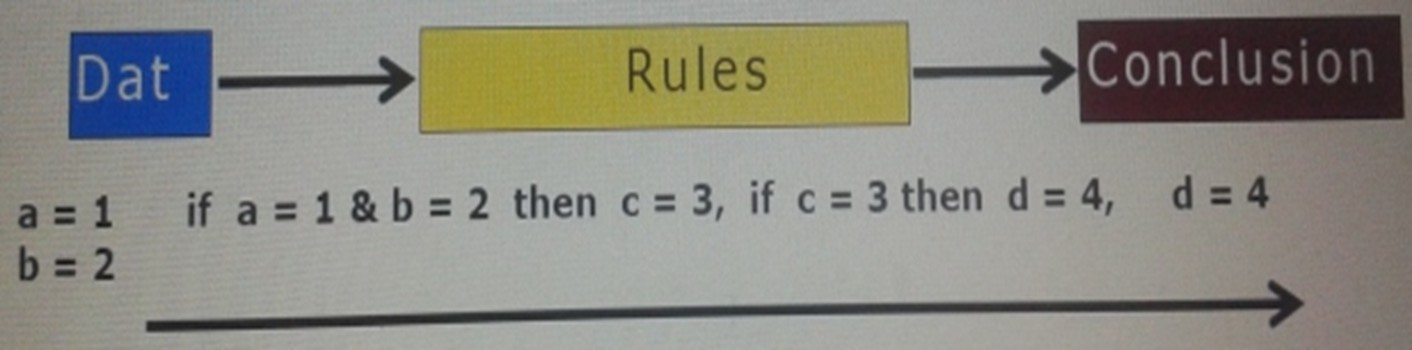 Dat Rules Conclusion
a = 1 if a = 1 & b = 2 then c = 3, if c = 3 then d = 4, d = 4
b = 2